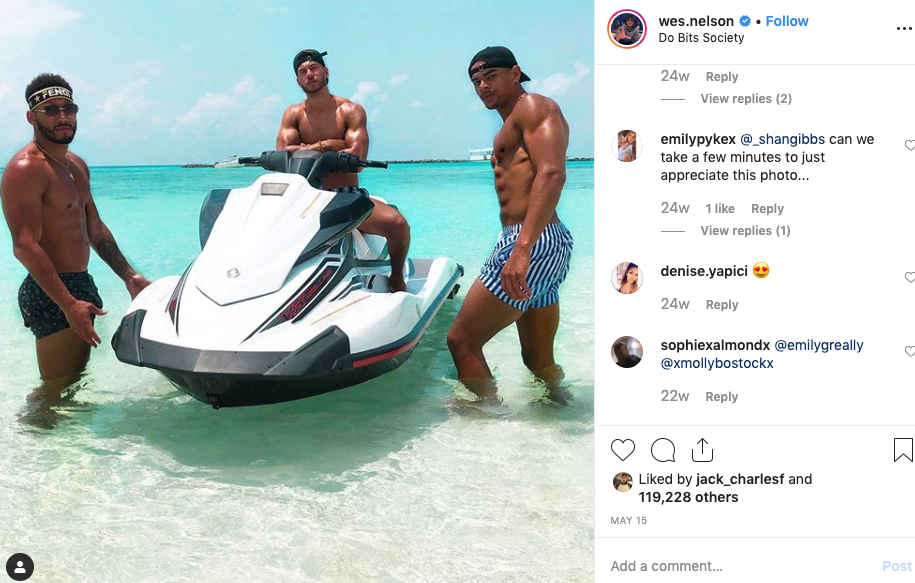 FENDI
wes.nelson • Follow
Do Bits Society
24w Reply
View replies (2)
emilypykex @_shangibbs can we
take a few minutes to just
appreciate this photo...
24w 1 like Reply
View replies (1)
denise.yapici 😍
24w Reply
sophiexalmondx @emilygreally
@xmollybostockx
22w Reply
Liked by jack_charlesf and
119,228 others
MAY 15
Add a comment... Post